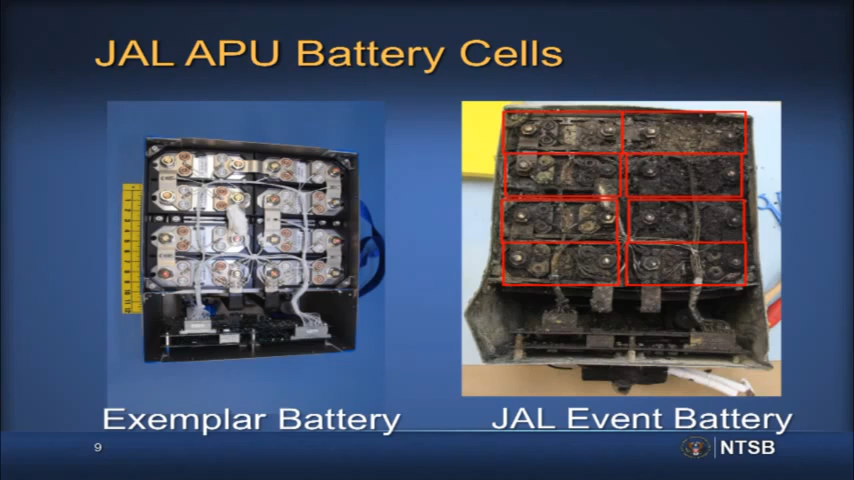 JAL APU Battery Cells
Exemplar Battery
JAL Event Battery
9
NTSB